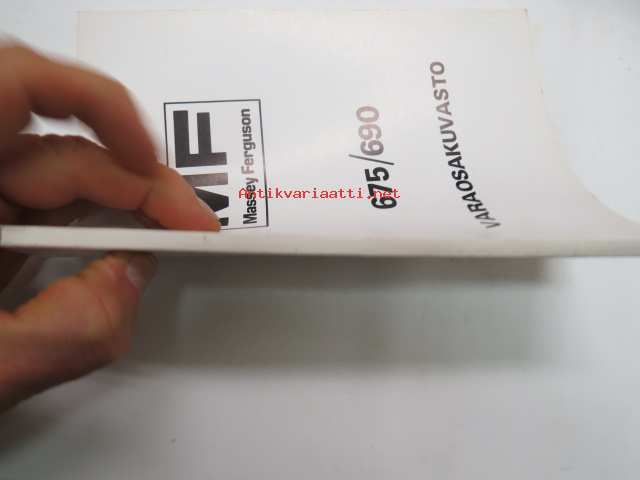 MF
Massey Ferguson
675/690
VARAOSAKUVASTO
Antikvariaatti.net